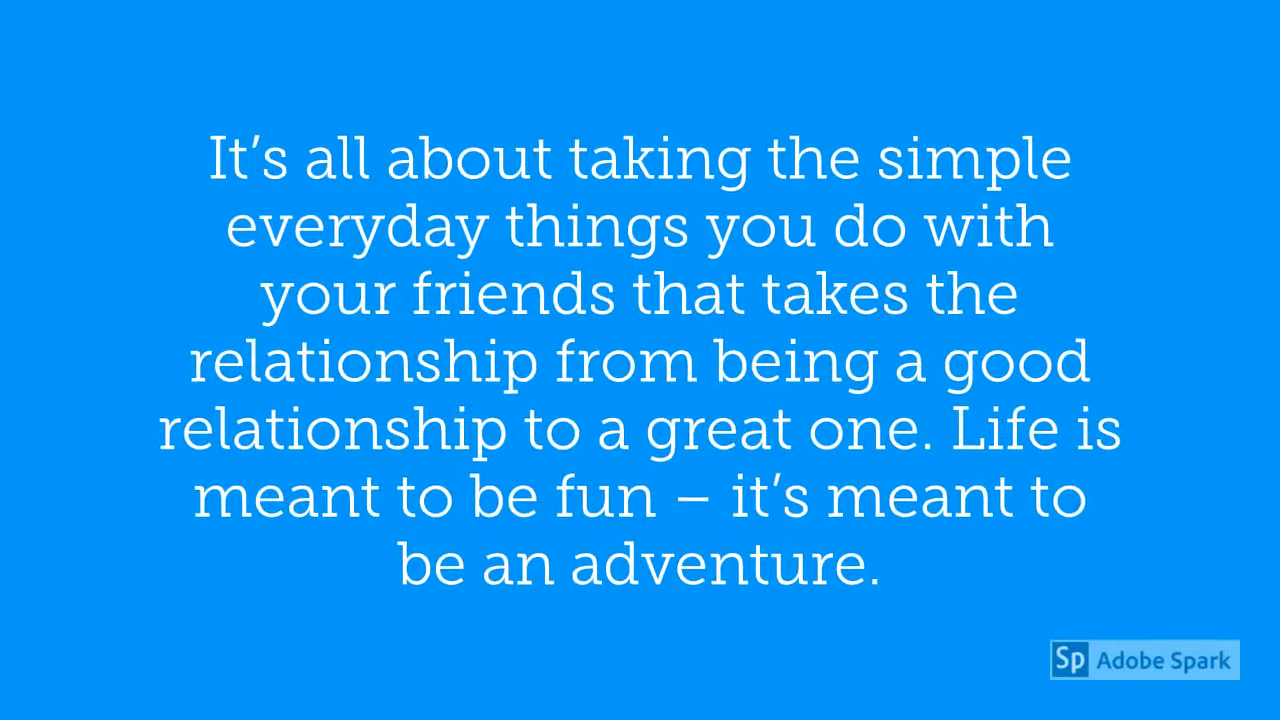 It’s all about taking the simple
everyday things you do with
your friends that takes the
relationship from being a good
relationship to a great one. Life is
meant to be fun – it’s meant to
be an adventure.
Sp Adobe Spark